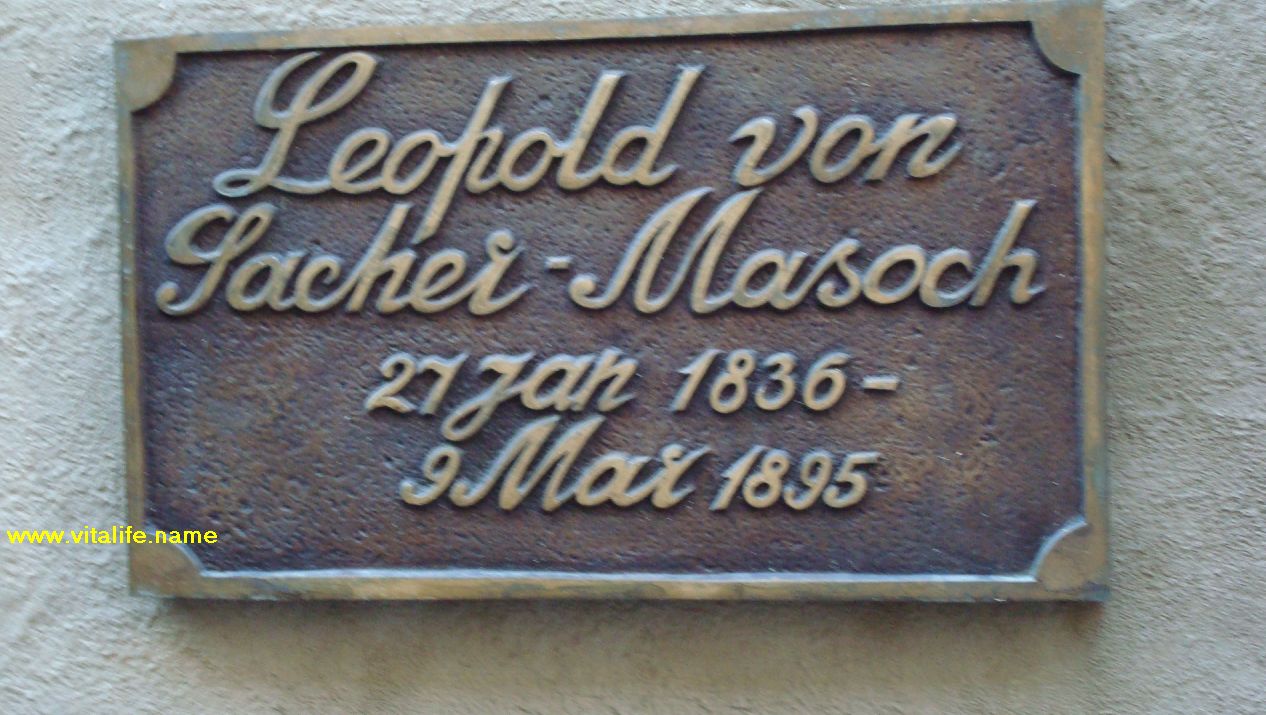 Leopold von
Sacher-Masoch
27 Jan 1836 -
9 Mar 1895
www.vitalife.name